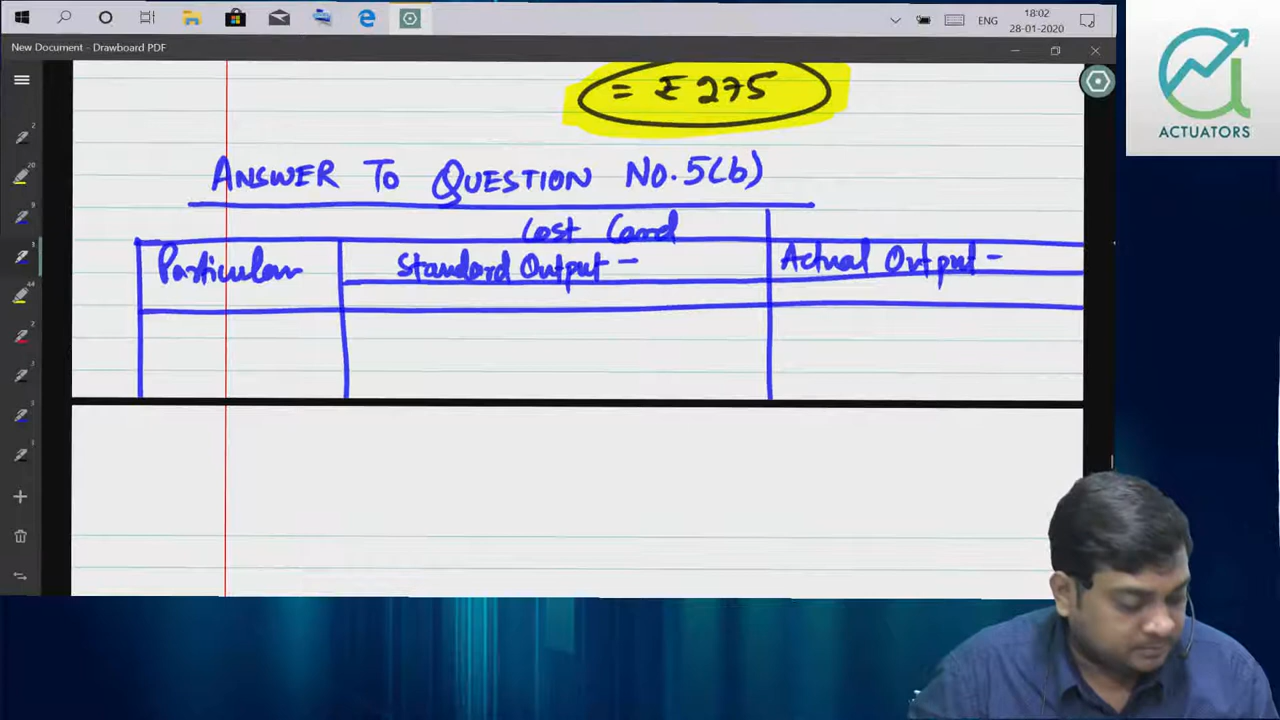 18:02
ENG
28-01-2020
New Document - Drawboard PDF
= ₹ 275
ANSWER TO QUESTION NO. 5(b)
Cost Card
Particulars
Standard Output -
Actual Output -
ACTUATORS